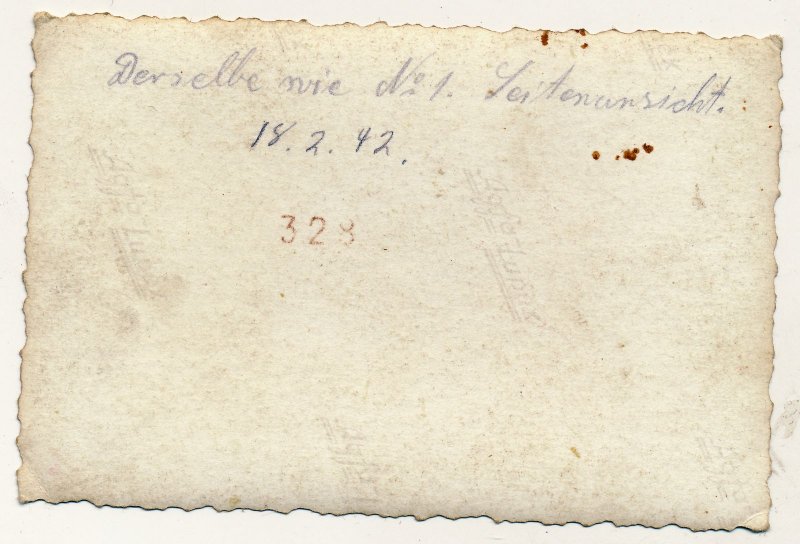 Derselbe wie No 1. Seitenansicht.
18. 2. 42.
328